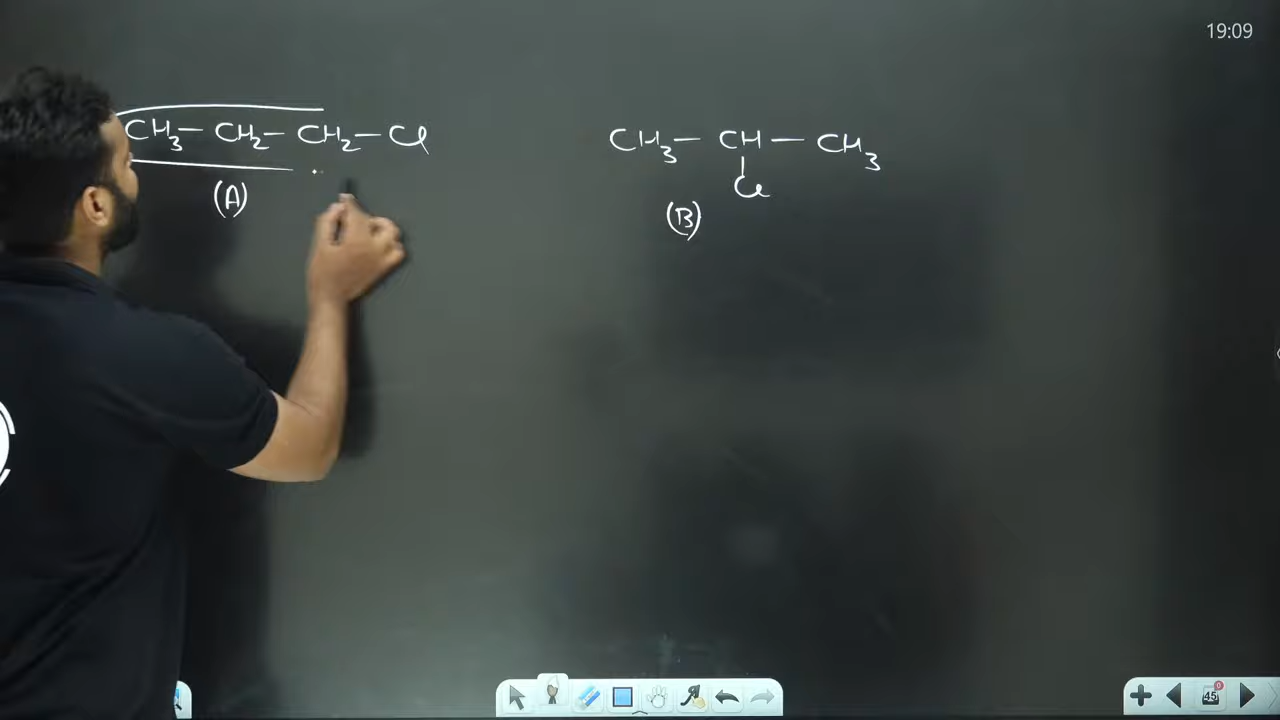 19:09
CH₃— CH₂— CH₂— Cl
(A)
CH₃— CH — CH₃
|
Cl
(B)
45